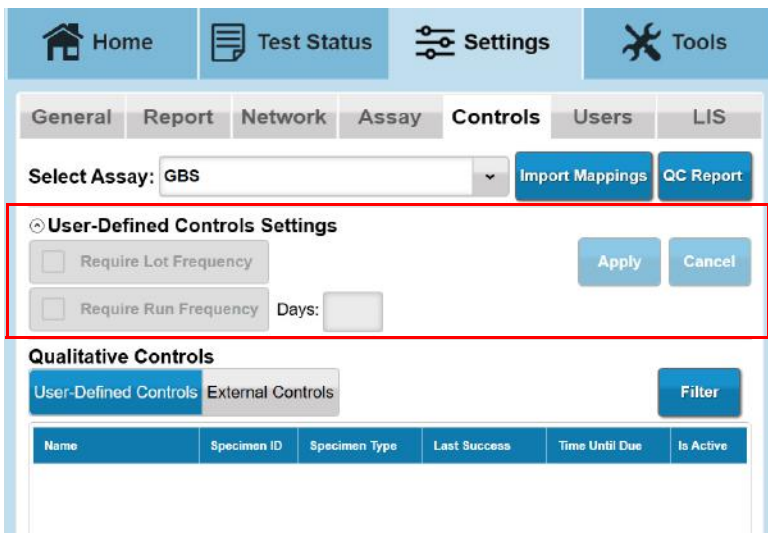 Home Test Status Settings Tools
General Report Network Assay Controls Users LIS
Select Assay: GBS Import Mappings QC Report
User-Defined Controls Settings
Require Lot Frequency Apply Cancel
Require Run Frequency Days:
Qualitative Controls
User-Defined Controls External Controls Filter
Name Specimen ID Specimen Type Last Success Time Until Due Is Active